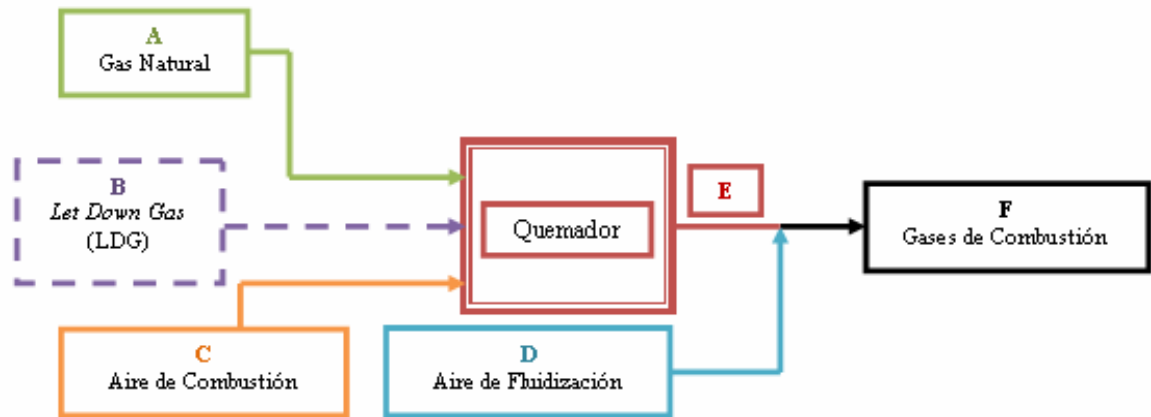 A
Gas Natural
B
Let Down Gas
(LDG)
Quemador
E
F
Gases de Combustión
C
Aire de Combustión
D
Aire de Fluidización